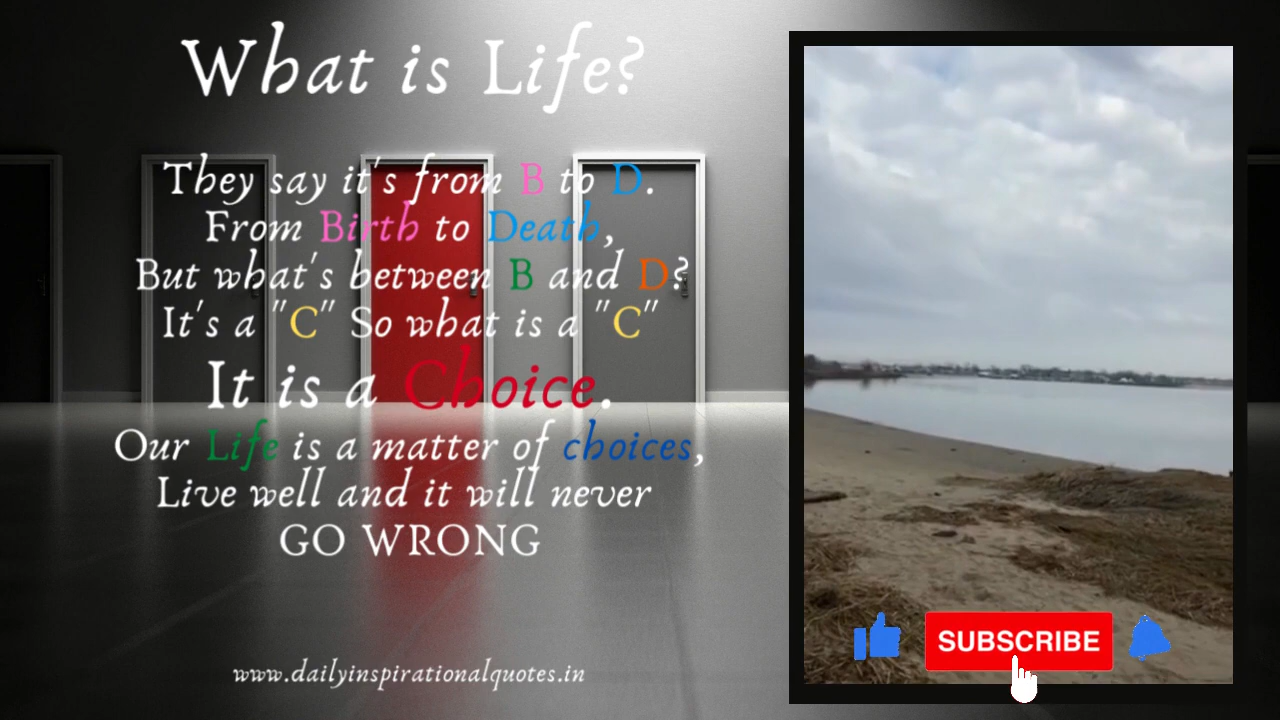 What is Life?
They say it's from B to D.
From Birth to Death,
But what's between B and D?
It's a "C" So what is a "C"
It is a Choice.
Our Life is a matter of choices,
Live well and it will never
GO WRONG
www.dailyinspirationalquotes.in
SUBSCRIBE